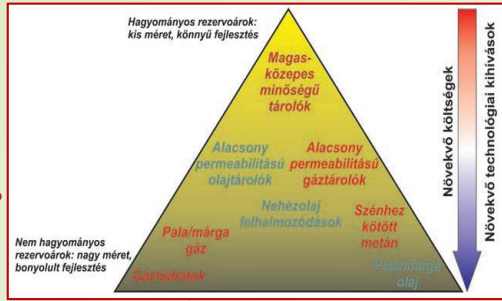 Hagyományos rezervoárok:
kis méret, könnyű fejlesztés
Magas-
közepes
minőségű
tárolók
Alacsony
permeabilitású
olajtárolók
Alacsony
permeabilitású
gáztárolók
Nehézolaj
felhalmozódások
Szénhez
kötött
metán
Pala/márga
gáz
Nem hagyományos
rezervoárok: nagy méret,
bonyolult fejlesztés
Gázhidrátok
Pala/márga
olaj
Növekvő költségek
Növekvő technológiai kihívások